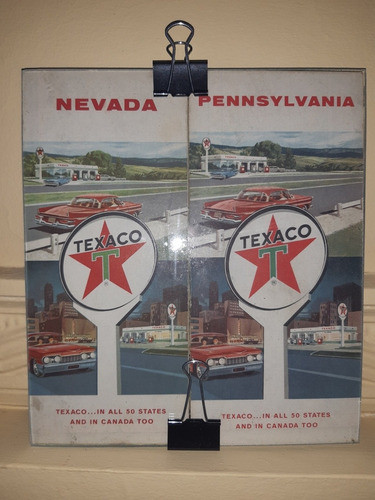 NEVADA
PENNSYLVANIA
TEXACO
T
TEXACO
T
TEXACO...IN ALL 50 STATES
AND IN CANADA TOO
TEXACO...IN ALL 50 STATES
AND IN CANADA TOO